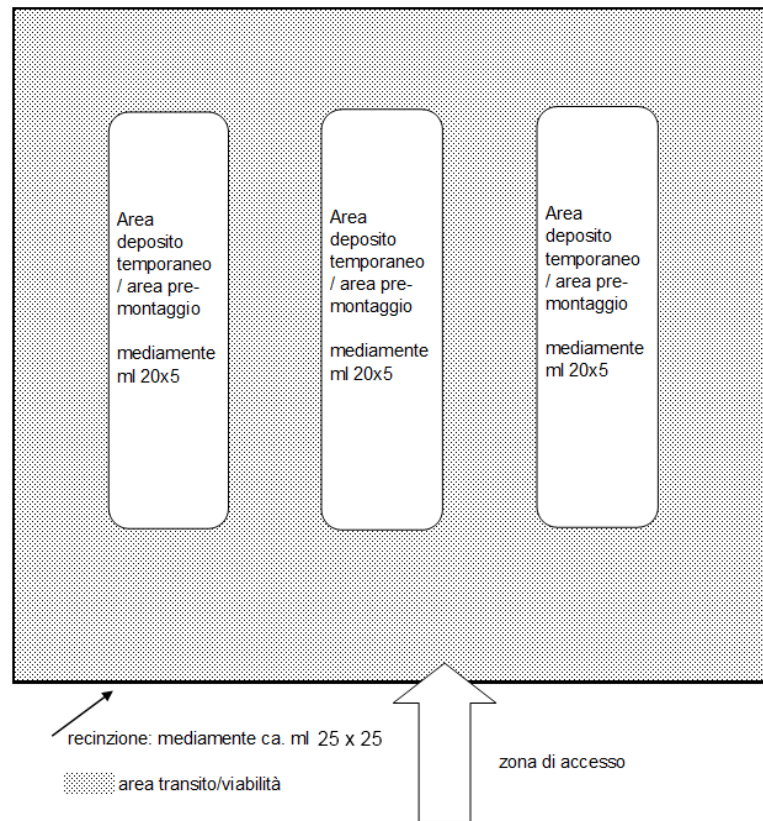 Area
deposito
temporaneo
/ area pre-
montaggio
mediamente
ml 20x5
Area
deposito
temporaneo
/ area pre-
montaggio
mediamente
ml 20x5
Area
deposito
temporaneo
/ area pre-
montaggio
mediamente
ml 20x5
recinzione: mediamente ca. ml 25 x 25
zona di accesso
area transito/viabilità